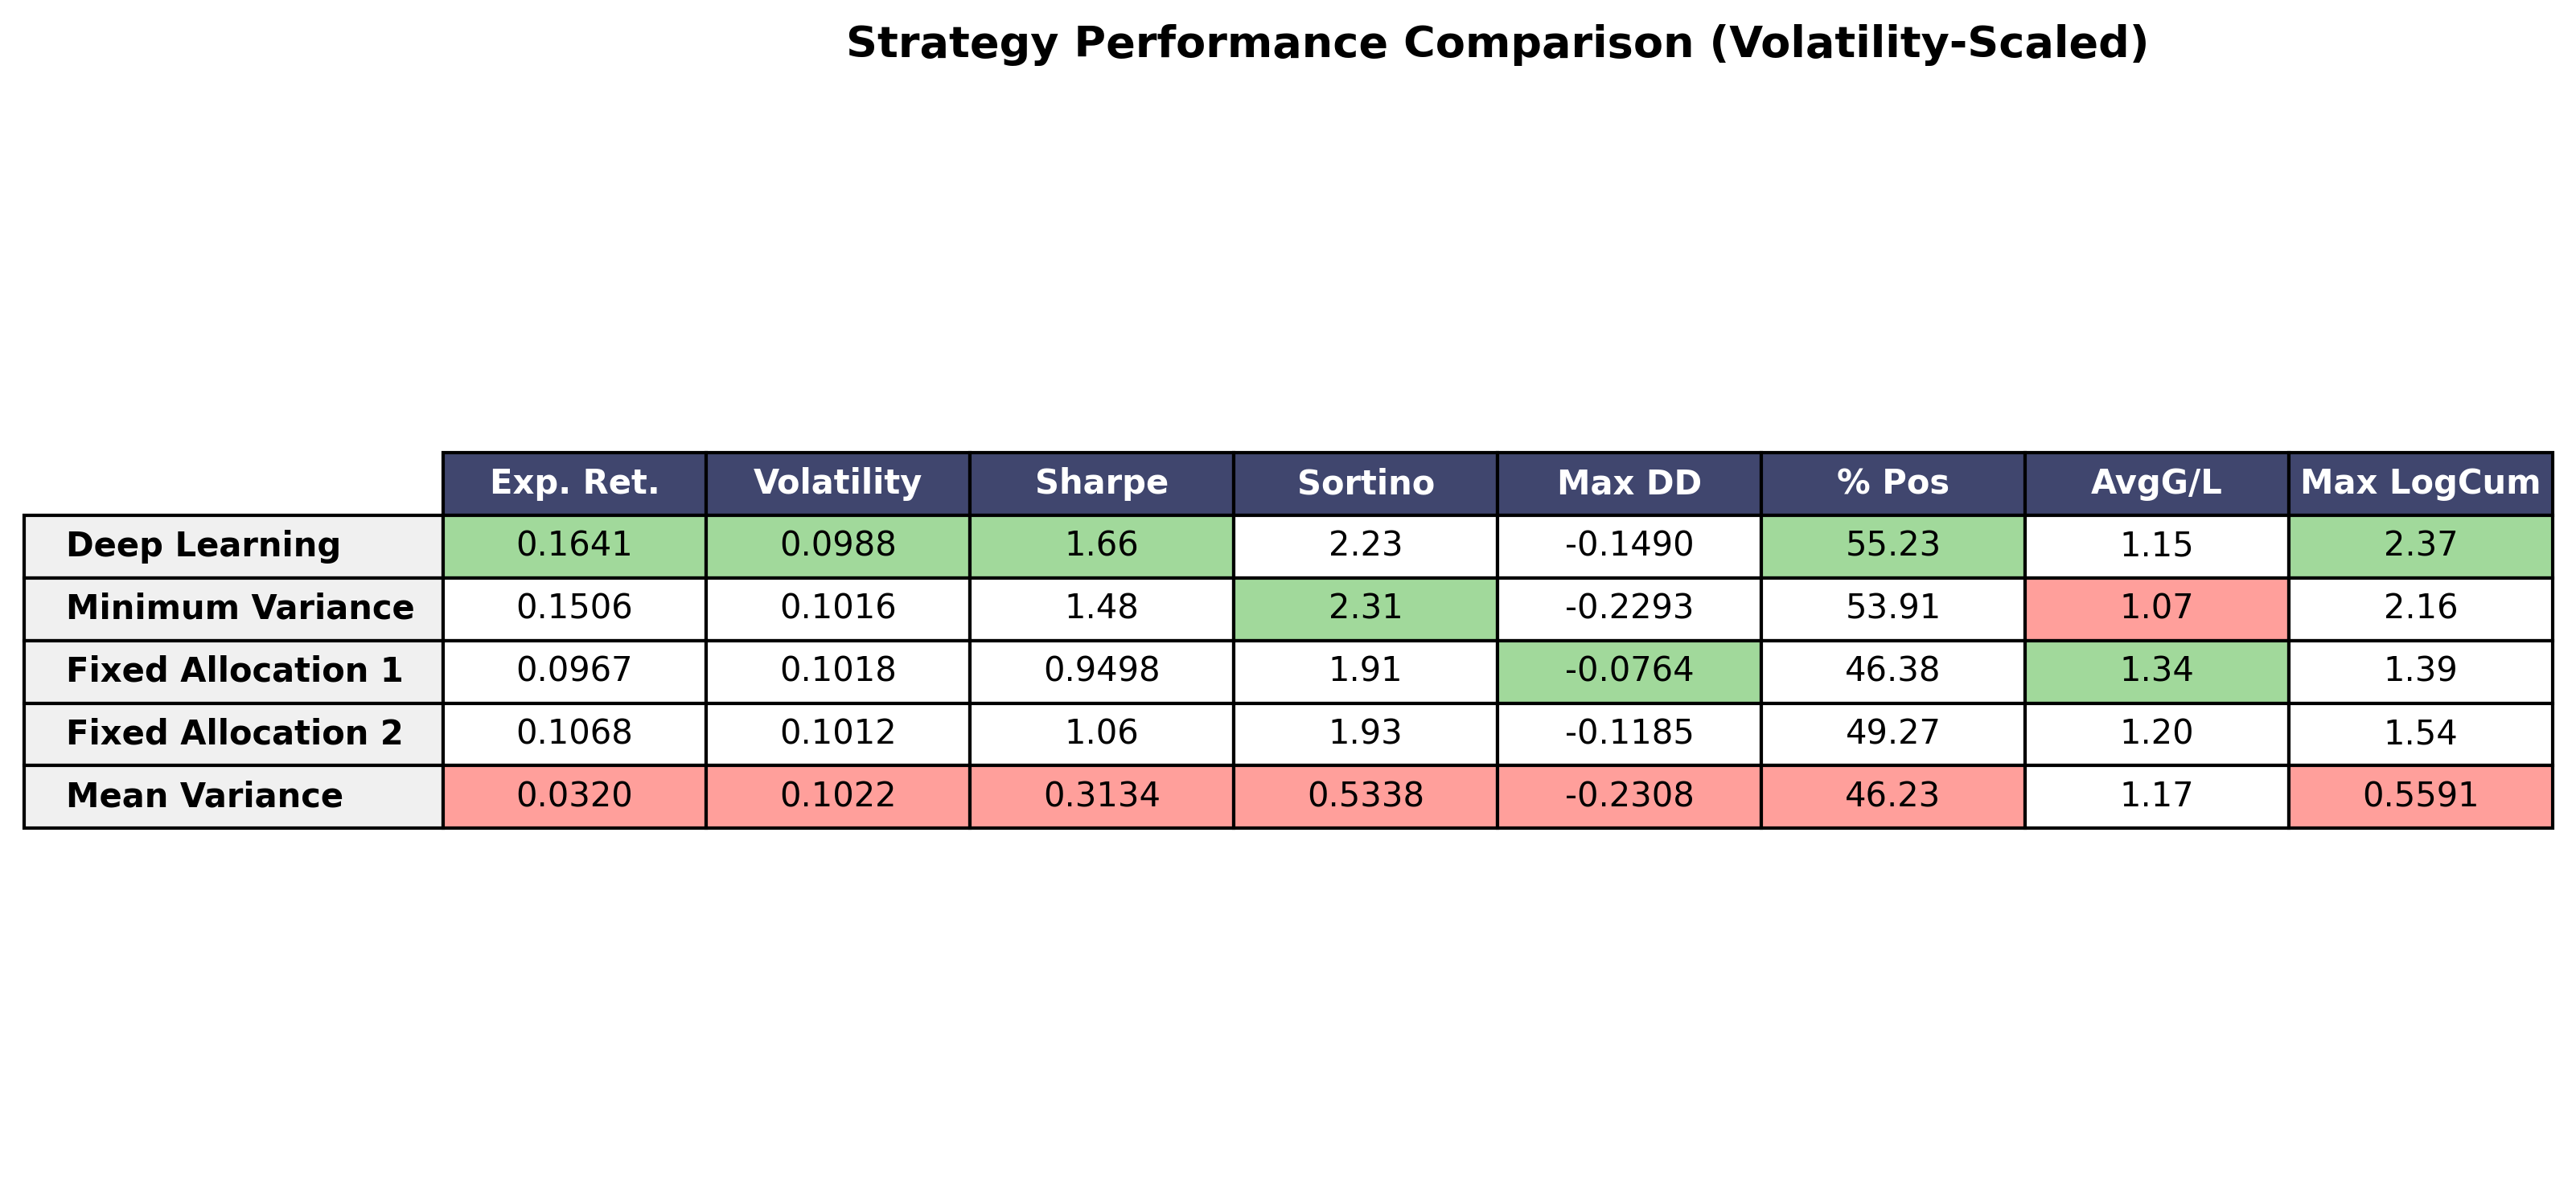 Strategy Performance Comparison (Volatility-Scaled)
Exp. Ret. Volatility Sharpe Sortino Max DD % Pos AvgG/L Max LogCum
Deep Learning 0.1641 0.0988 1.66 2.23 -0.1490 55.23 1.15 2.37
Minimum Variance 0.1506 0.1016 1.48 2.31 -0.2293 53.91 1.07 2.16
Fixed Allocation 1 0.0967 0.1018 0.9498 1.91 -0.0764 46.38 1.34 1.39
Fixed Allocation 2 0.1068 0.1012 1.06 1.93 -0.1185 49.27 1.20 1.54
Mean Variance 0.0320 0.1022 0.3134 0.5338 -0.2308 46.23 1.17 0.5591